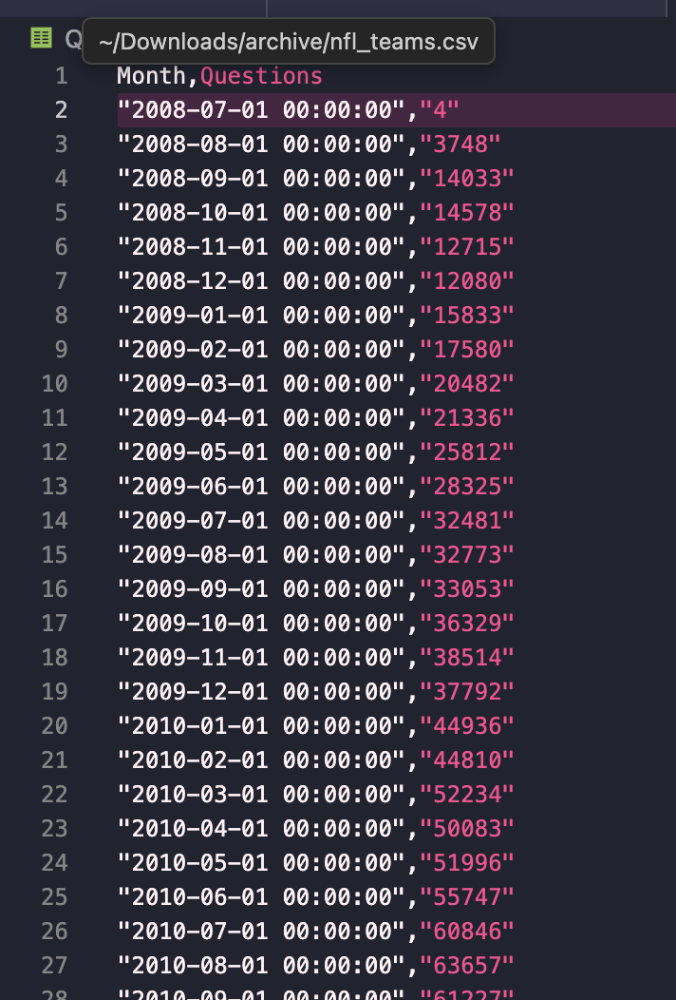 Q
~/Downloads/archive/nfl_teams.csv
1 Month,Questions
2 "2008-07-01 00:00:00","4"
3 "2008-08-01 00:00:00","3748"
4 "2008-09-01 00:00:00","14033"
5 "2008-10-01 00:00:00","14578"
6 "2008-11-01 00:00:00","12715"
7 "2008-12-01 00:00:00","12080"
8 "2009-01-01 00:00:00","15833"
9 "2009-02-01 00:00:00","17580"
10 "2009-03-01 00:00:00","20482"
11 "2009-04-01 00:00:00","21336"
12 "2009-05-01 00:00:00","25812"
13 "2009-06-01 00:00:00","28325"
14 "2009-07-01 00:00:00","32481"
15 "2009-08-01 00:00:00","32773"
16 "2009-09-01 00:00:00","33053"
17 "2009-10-01 00:00:00","36329"
18 "2009-11-01 00:00:00","38514"
19 "2009-12-01 00:00:00","37792"
20 "2010-01-01 00:00:00","44936"
21 "2010-02-01 00:00:00","44810"
22 "2010-03-01 00:00:00","52234"
23 "2010-04-01 00:00:00","50083"
24 "2010-05-01 00:00:00","51996"
25 "2010-06-01 00:00:00","55747"
26 "2010-07-01 00:00:00","60846"
27 "2010-08-01 00:00:00","63657"
28 "2010-09-01 00:00:00","61227"